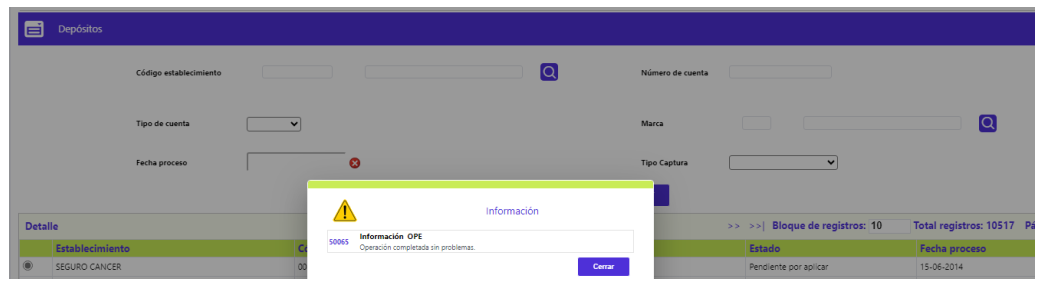 Depósitos
Código establecimiento
Número de cuenta
Tipo de cuenta
Marca
Fecha proceso
Tipo Captura
Información
50065 Información OPE
Operación completada sin problemas.
Cerrar
Detalle >> >>| Bloque de registros: 10 Total registros: 10517
Establecimiento Estado Fecha proceso
SEGURO CANCER 00 Pendiente por aplicar 15-06-2014